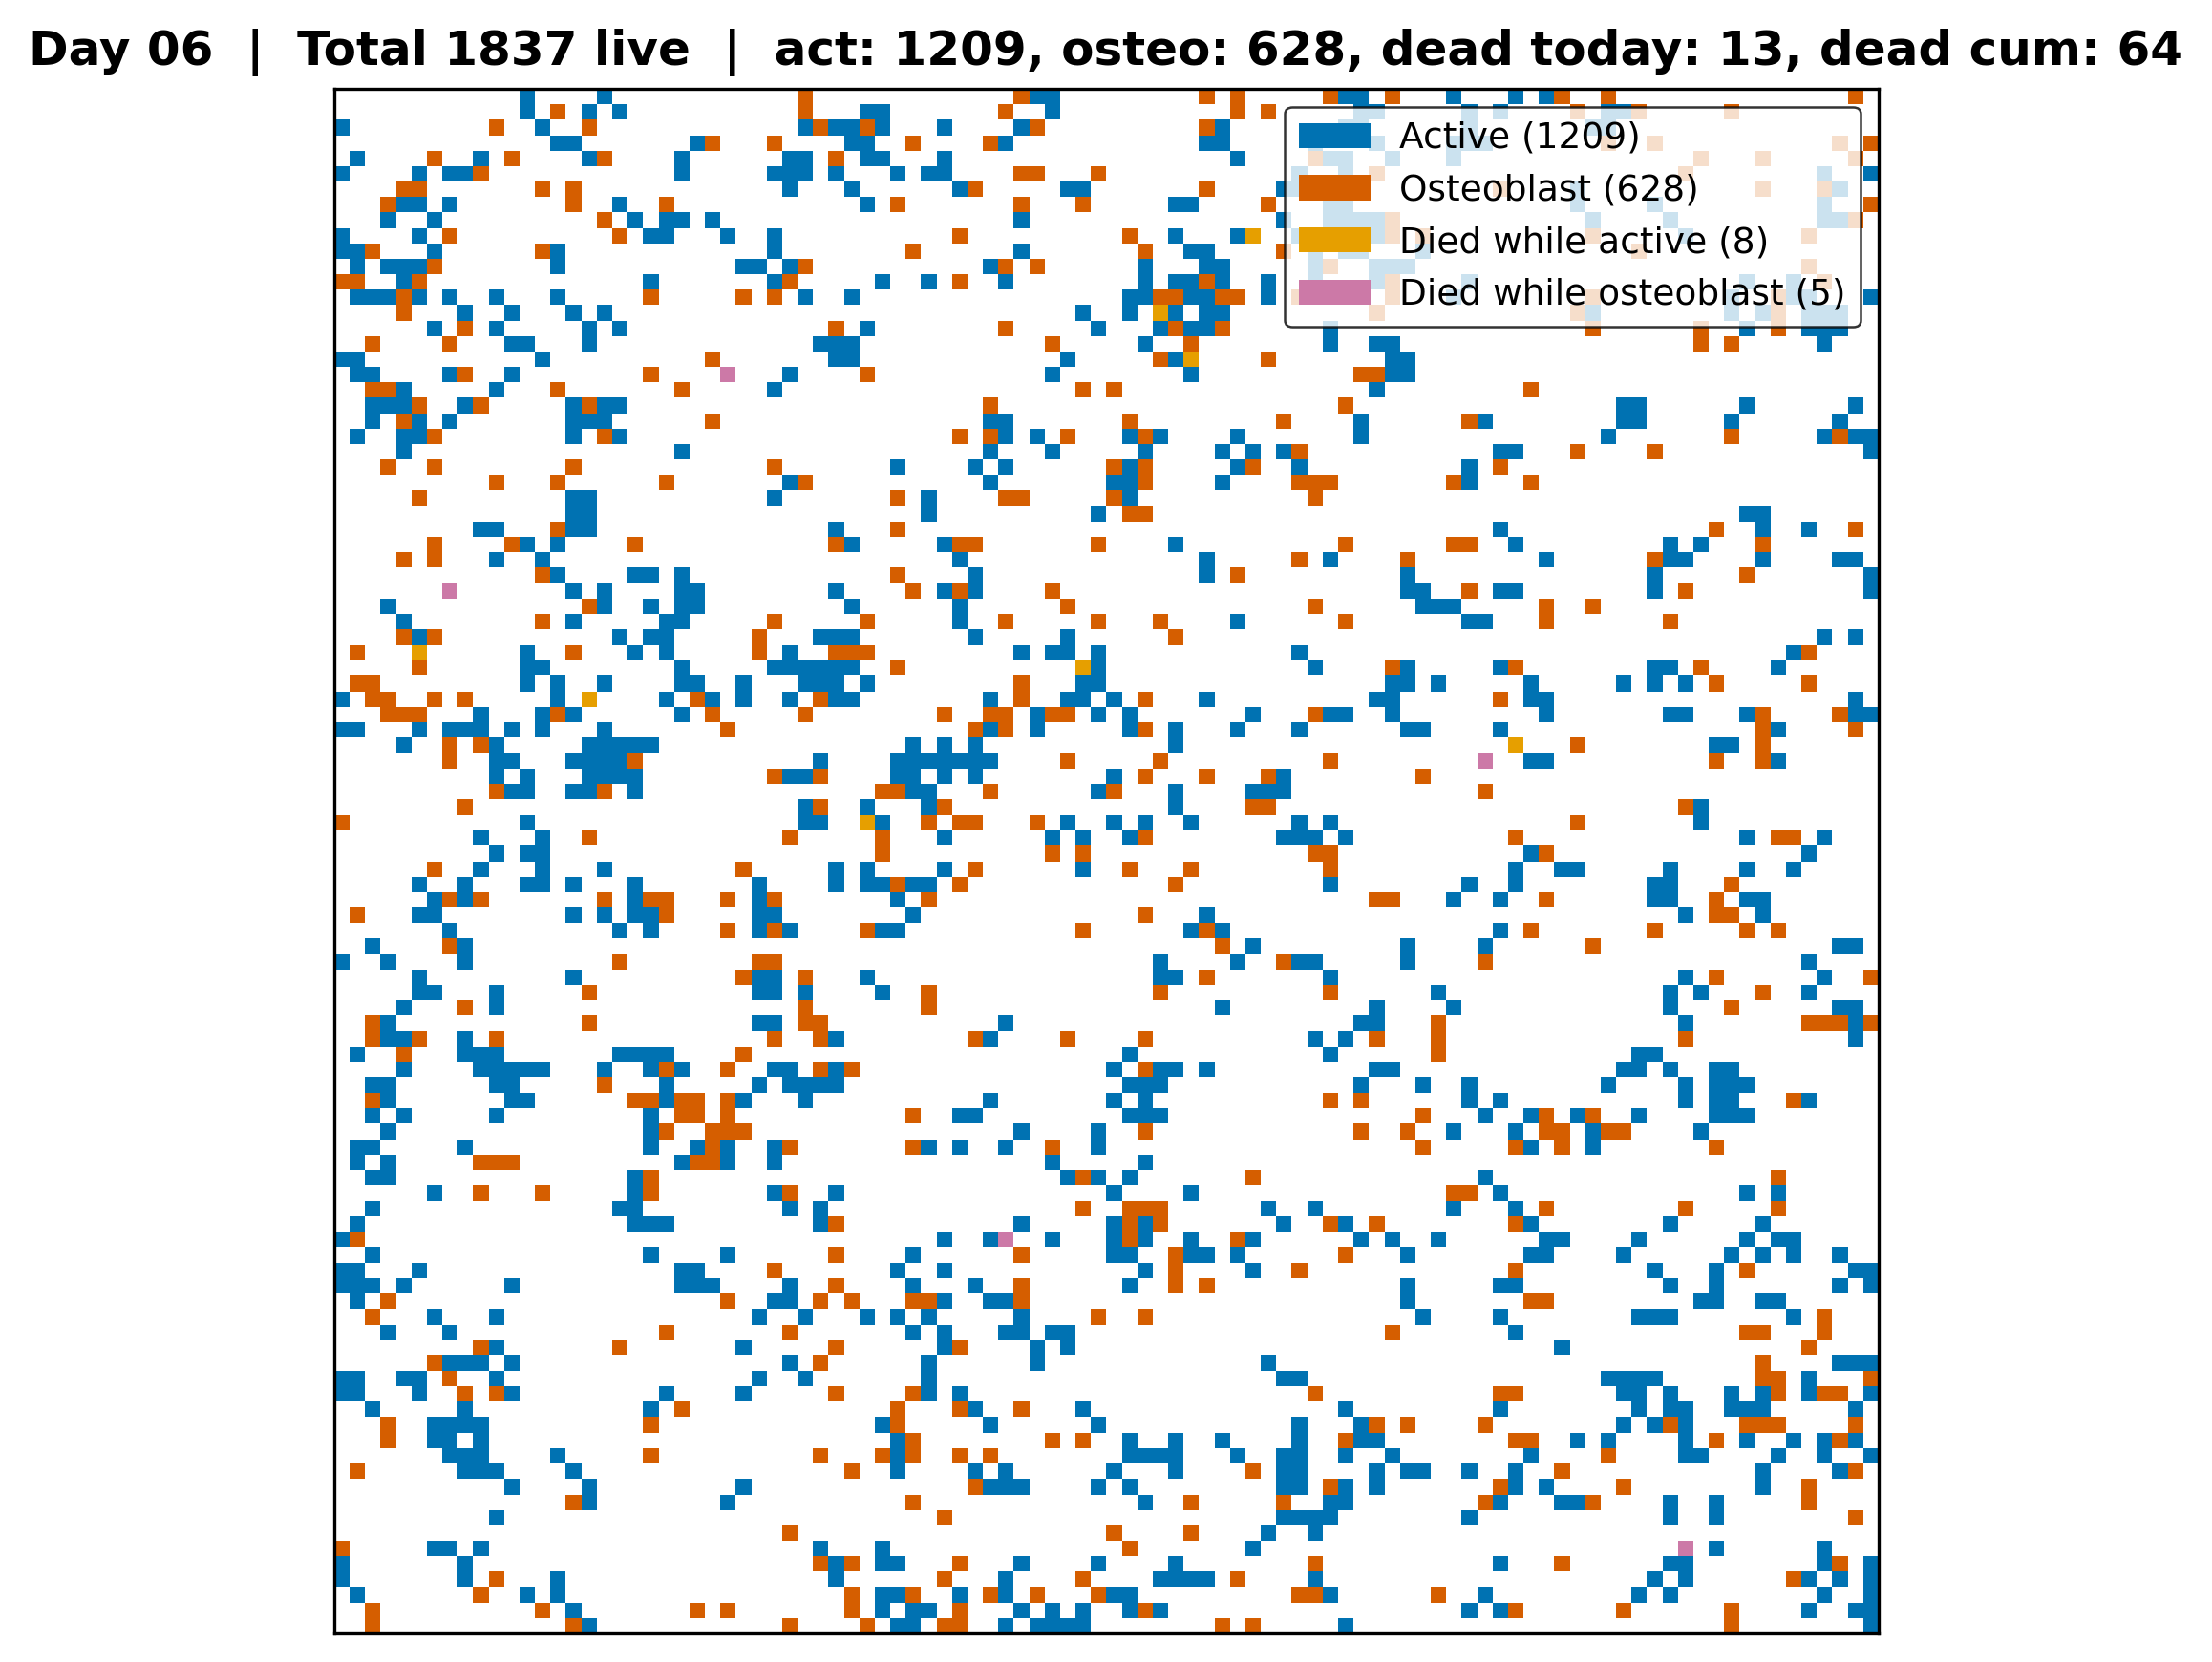 Day 06 | Total 1837 live | act: 1209, osteo: 628, dead today: 13, dead cum: 64
Active (1209)
Osteoblast (628)
Died while active (8)
Died while osteoblast (5)